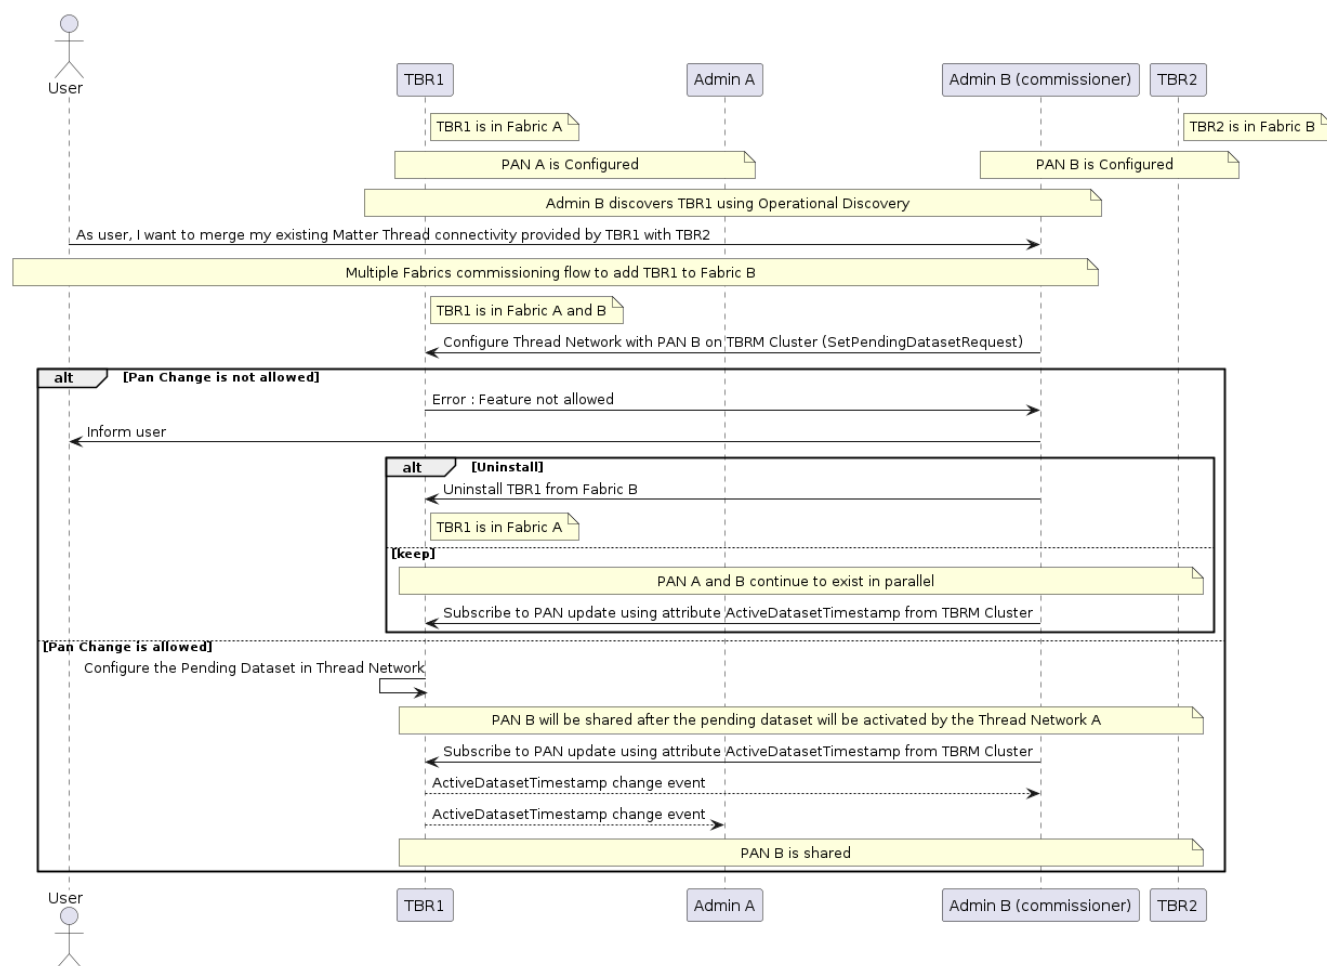 User
TBR1
Admin A
Admin B (commissioner)
TBR2
TBR1 is in Fabric A
TBR2 is in Fabric B
PAN A is Configured
PAN B is Configured
Admin B discovers TBR1 using Operational Discovery
As user, I want to merge my existing Matter Thread connectivity provided by TBR1 with TBR2
Multiple Fabrics commissioning flow to add TBR1 to Fabric B
TBR1 is in Fabric A and B
Configure Thread Network with PAN B on TBRM Cluster (SetPendingDatasetRequest)
alt [Pan Change is not allowed]
Error : Feature not allowed
Inform user
alt [Uninstall]
Uninstall TBR1 from Fabric B
TBR1 is in Fabric A
[keep]
PAN A and B continue to exist in parallel
Subscribe to PAN update using attribute ActiveDatasetTimestamp from TBRM Cluster
[Pan Change is allowed]
Configure the Pending Dataset in Thread Network
PAN B will be shared after the pending dataset will be activated by the Thread Network A
Subscribe to PAN update using attribute ActiveDatasetTimestamp from TBRM Cluster
ActiveDatasetTimestamp change event
ActiveDatasetTimestamp change event
PAN B is shared
User
TBR1
Admin A
Admin B (commissioner)
TBR2